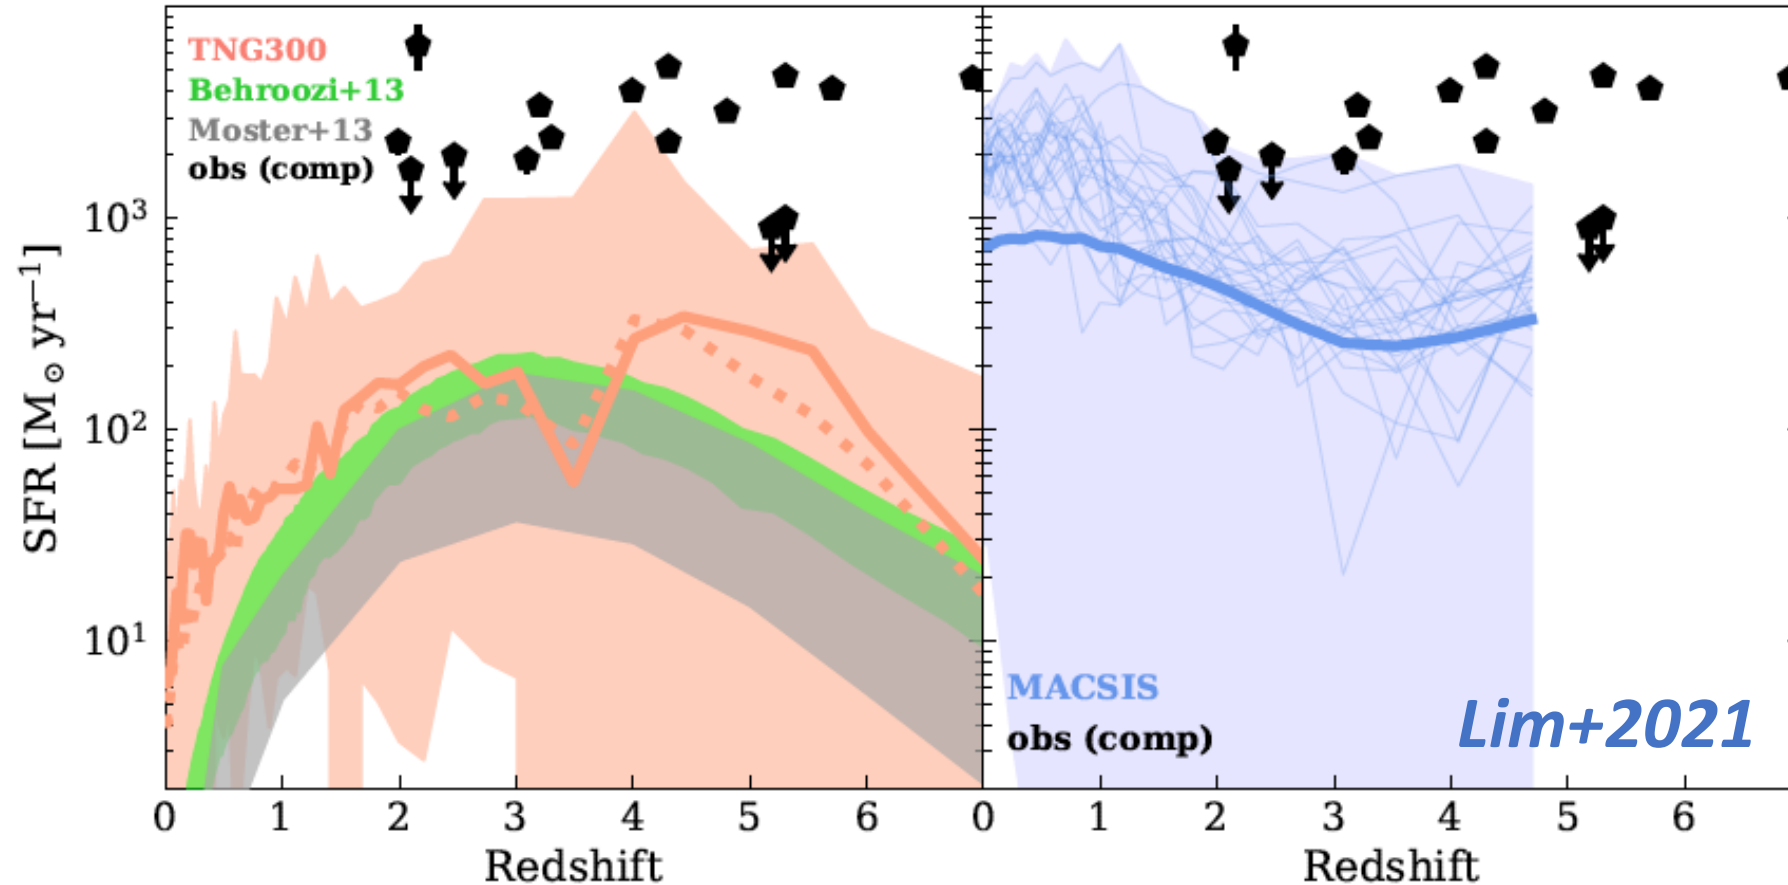 TNG300
Behroozi+13
Moster+13
obs (comp)
SFR [M⊙ yr⁻¹]
10³
10²
10¹
0 1 2 3 4 5 6
Redshift
MACSIS
obs (comp)
Lim+2021
0 1 2 3 4 5 6
Redshift